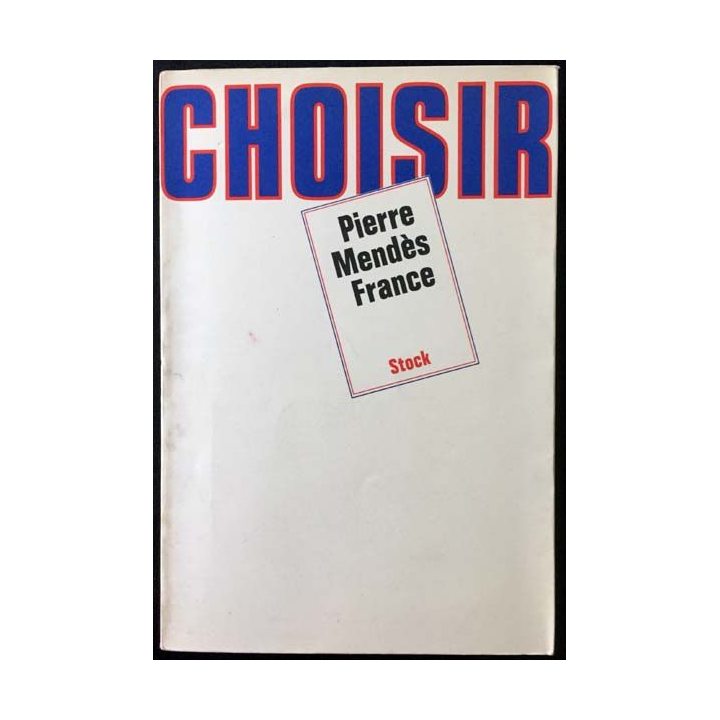 CHOISIR
Pierre
Mendès
France
Stock